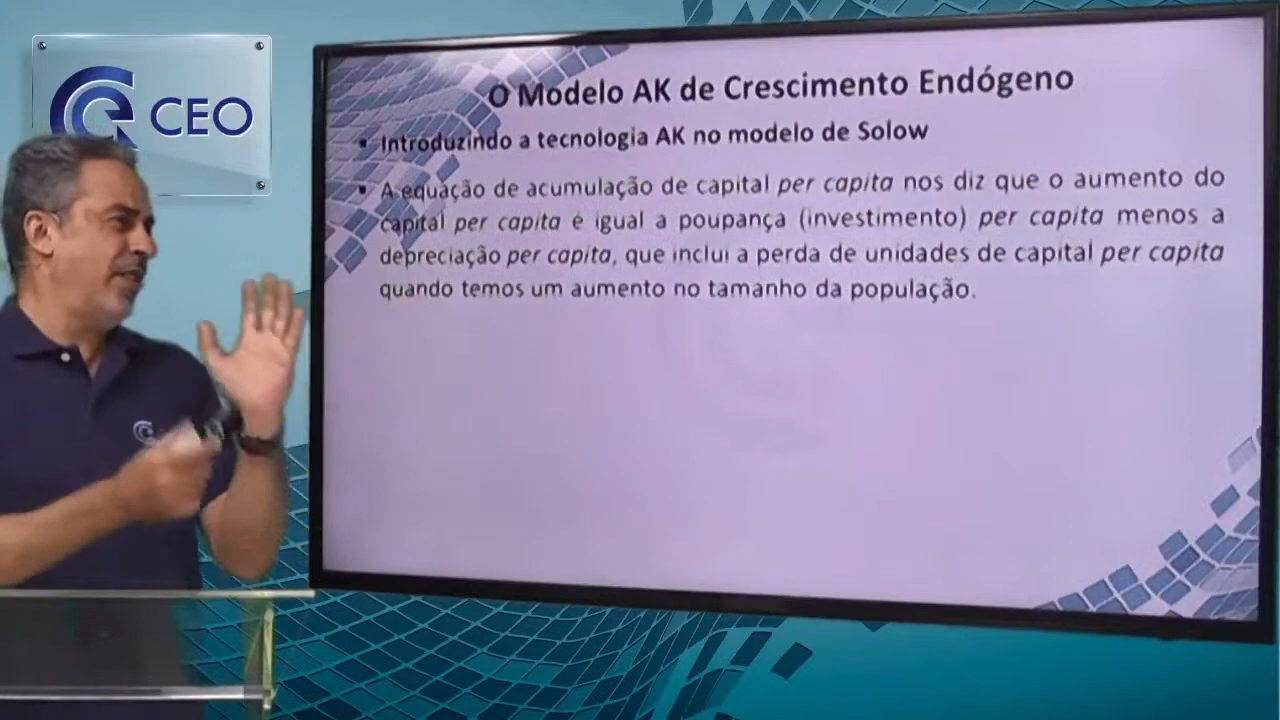 CEO
O Modelo AK de Crescimento Endógeno
▪ Introduzindo a tecnologia AK no modelo de Solow
▪ A equação de acumulação de capital per capita nos diz que o aumento do
capital per capita é igual a poupança (investimento) per capita menos a
depreciação per capita, que inclui a perda de unidades de capital per capita
quando temos um aumento no tamanho da população.